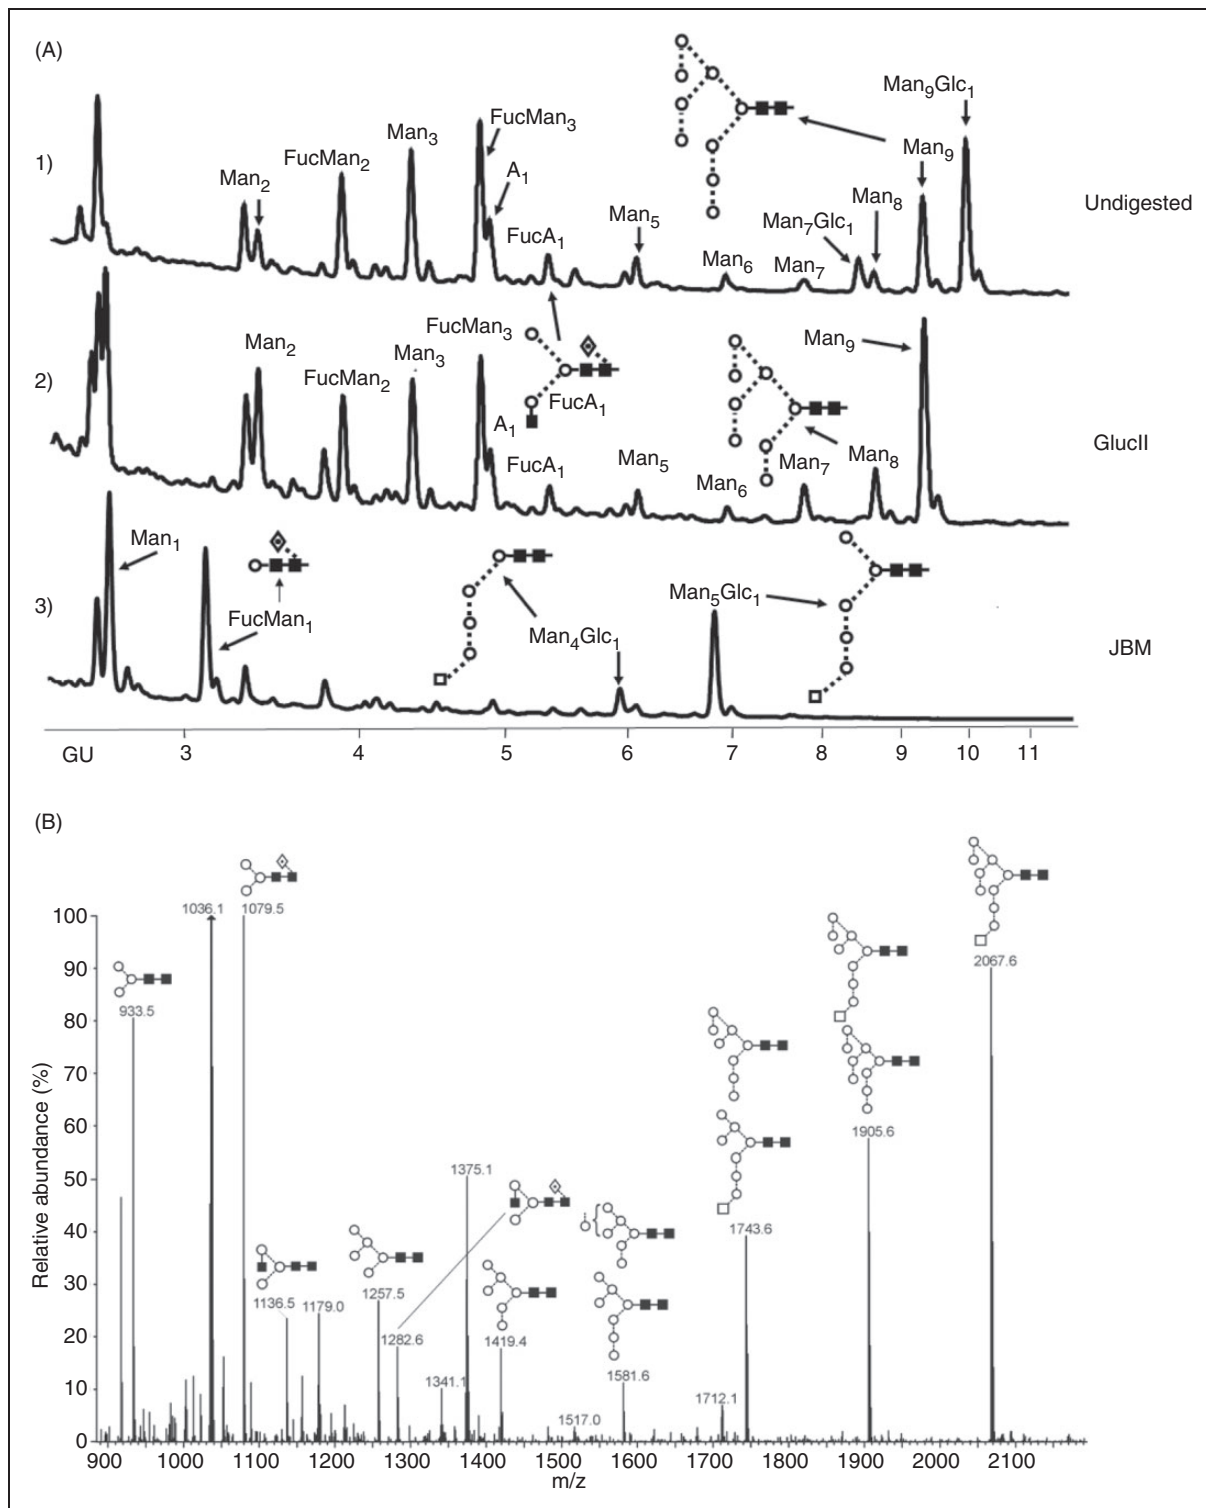 (A)
1)
Man2
FucMan2
Man3
FucMan3
A1
FucA1
Man5
Man6
Man7
Man7Glc1
Man8
Man9
Man9Glc1
Undigested
2)
Man2
FucMan2
Man3
FucMan3
A1
FucA1
FucA1
Man5
Man6
Man7
Man8
Man9
GlucII
3)
Man1
FucMan1
Man4Glc1
Man5Glc1
JBM
GU 3 4 5 6 7 8 9 10 11
(B)
Relative abundance (%)
100
90
80
70
60
50
40
30
20
10
0
933.5
1036.1
1079.5
1136.5
1179.0
1257.5
1282.6
1341.1
1375.1
1419.4
1517.0
1581.6
1712.1
1743.6
1905.6
2067.6
900 1000 1100 1200 1300 1400 1500 1600 1700 1800 1900 2000 2100
m/z